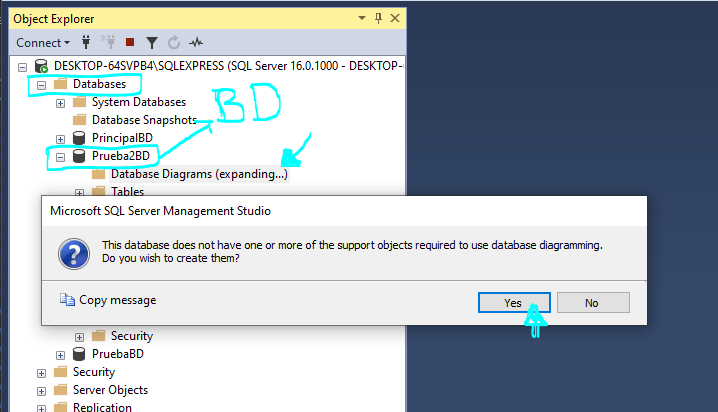 Object Explorer
Connect
DESKTOP-64SVPB4\SQLEXPRESS (SQL Server 16.0.1000 - DESKTOP-
Databases
System Databases
BD
Database Snapshots
PrincipalBD
Prueba2BD
Database Diagrams (expanding...)
Tables
Microsoft SQL Server Management Studio
This database does not have one or more of the support objects required to use database diagramming.
Do you wish to create them?
Copy message
Yes
No
Security
PruebaBD
Security
Server Objects
Replication